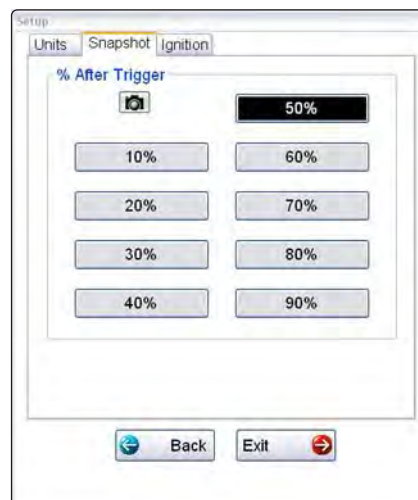 Setup
Units Snapshot Ignition
% After Trigger
50%
10% 60%
20% 70%
30% 80%
40% 90%
Back Exit